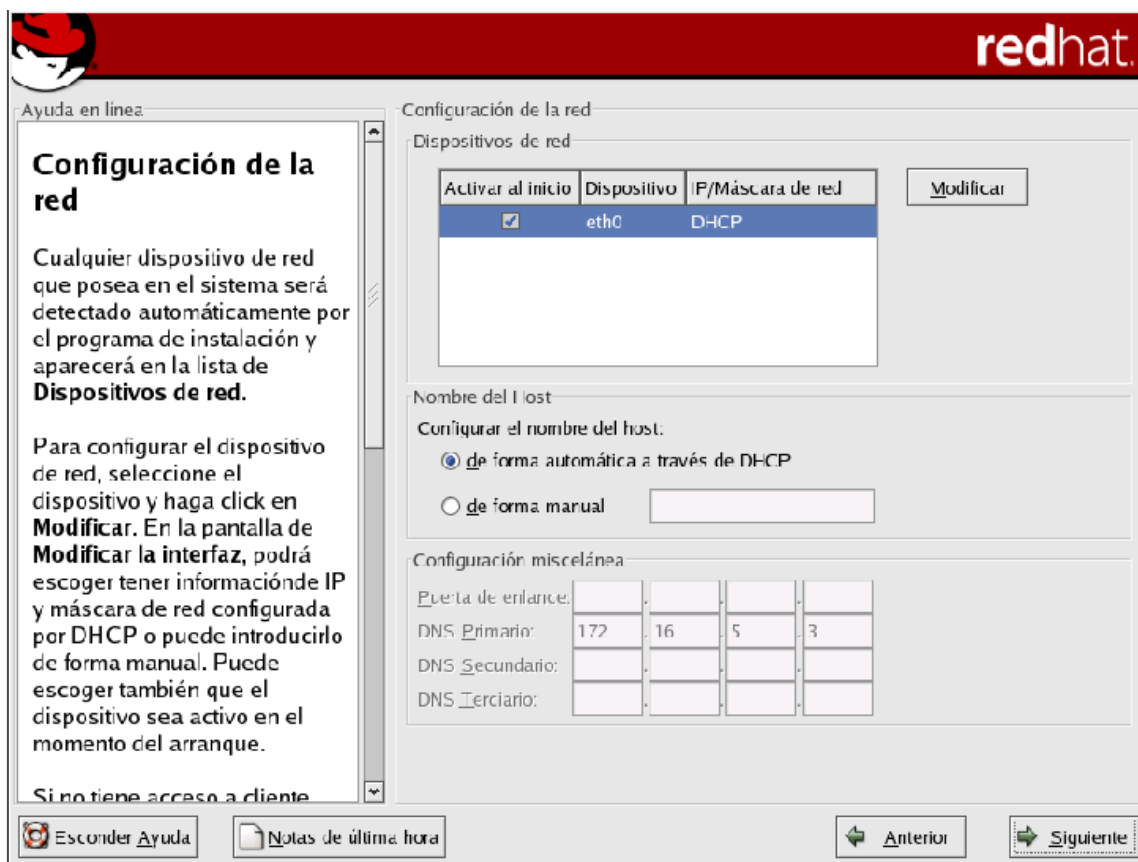 redhat.
Ayuda en línea
Configuración de la
red
Cualquier dispositivo de red
que posea en el sistema será
detectado automáticamente por
el programa de instalación y
aparecerá en la lista de
Dispositivos de red.
Para configurar el dispositivo
de red, seleccione el
dispositivo y haga click en
Modificar. En la pantalla de
Modificar la interfaz, podrá
escoger tener informaciónde IP
y máscara de red configurada
por DHCP o puede introducirlo
de forma manual. Puede
escoger también que el
dispositivo sea activo en el
momento del arranque.
Si no tiene acceso a cliente
Configuración de la red
Dispositivos de red
Activar al inicio Dispositivo IP/Máscara de red
eth0 DHCP
Modificar
Nombre del Host
Configurar el nombre del host:
de forma automática a través de DHCP
de forma manual
Configuración miscelánea
Puerta de enlance:
DNS Primario: 172 . 16 . 5 . 3
DNS Secundario:
DNS Terciario:
Esconder Ayuda Notas de última hora Anterior Siguiente